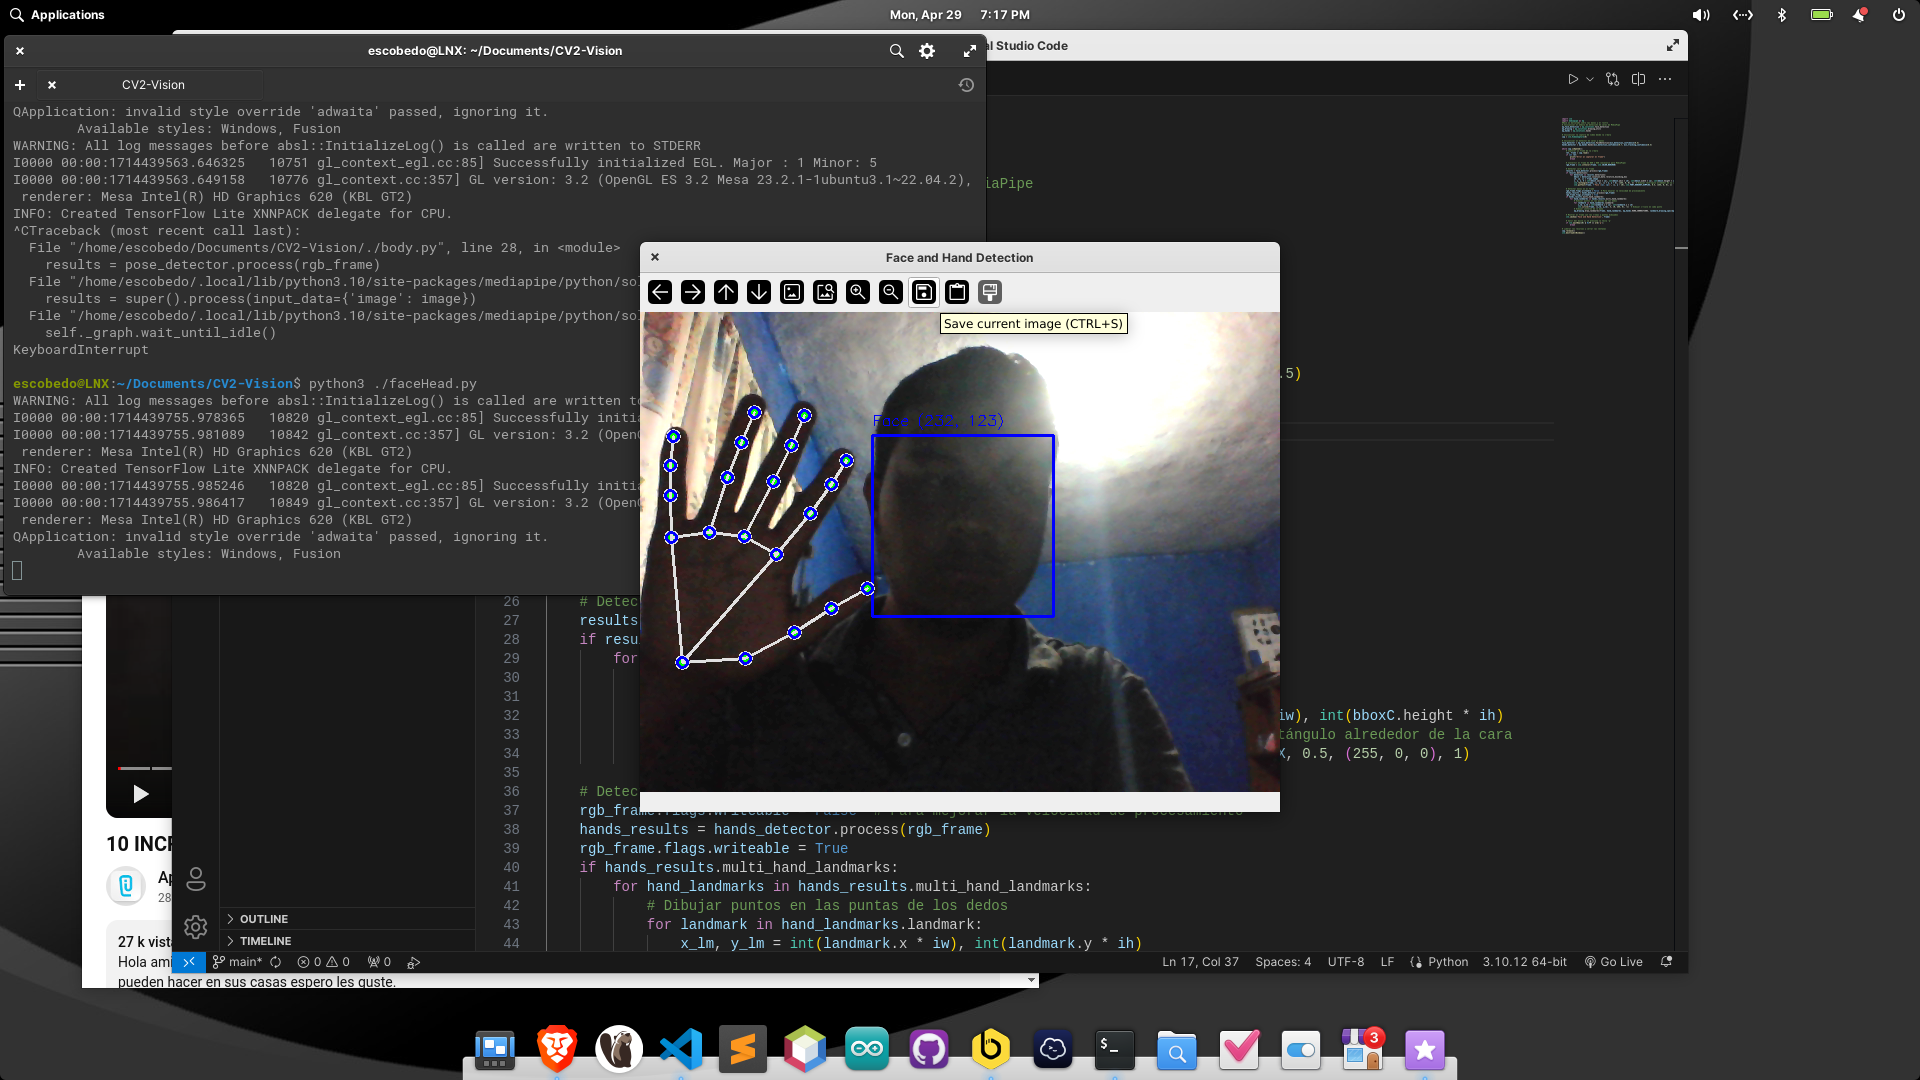 Applications
Mon, Apr 29 7:17 PM
escobedo@LNX: ~/Documents/CV2-Vision
al Studio Code
CV2-Vision
QApplication: invalid style override 'adwaita' passed, ignoring it.
Available styles: Windows, Fusion
WARNING: All log messages before absl::InitializeLog() is called are written to STDERR
I0000 00:00:1714439563.646325 10751 gl_context_egl.cc:85] Successfully initialized EGL. Major : 1 Minor: 5
I0000 00:00:1714439563.649158 10776 gl_context.cc:357] GL version: 3.2 (OpenGL ES 3.2 Mesa 23.2.1-1ubuntu3.1~22.04.2),
renderer: Mesa Intel(R) HD Graphics 620 (KBL GT2)
INFO: Created TensorFlow Lite XNNPACK delegate for CPU.
^CTraceback (most recent call last):
File "/home/escobedo/Documents/CV2-Vision/./body.py", line 28, in <module>
results = pose_detector.process(rgb_frame)
File "/home/escobedo/.local/lib/python3.10/site-packages/mediapipe/python/so
results = super().process(input_data={'image': image})
File "/home/escobedo/.local/lib/python3.10/site-packages/mediapipe/python/so
self._graph.wait_until_idle()
KeyboardInterrupt
escobedo@LNX:~/Documents/CV2-Vision$ python3 ./faceHead.py
WARNING: All log messages before absl::InitializeLog() is called are written to
I0000 00:00:1714439755.978365 10820 gl_context_egl.cc:85] Successfully initia
I0000 00:00:1714439755.981089 10842 gl_context.cc:357] GL version: 3.2 (OpenG
renderer: Mesa Intel(R) HD Graphics 620 (KBL GT2)
INFO: Created TensorFlow Lite XNNPACK delegate for CPU.
I0000 00:00:1714439755.985246 10820 gl_context_egl.cc:85] Successfully initia
I0000 00:00:1714439755.986417 10849 gl_context.cc:357] GL version: 3.2 (OpenG
renderer: Mesa Intel(R) HD Graphics 620 (KBL GT2)
QApplication: invalid style override 'adwaita' passed, ignoring it.
Available styles: Windows, Fusion
iaPipe
.5)
Face and Hand Detection
Save current image (CTRL+S)
Face (232, 123)
26 # Detec
27 results
28 if resu
29 for
30
31
32 iw), int(bboxC.height * ih)
33 tángulo alrededor de la cara
34 X, 0.5, (255, 0, 0), 1)
35
36 # Detec
37 rgb_frame.flags.writeable = False # Para mejorar la velocidad de procesamiento
38 hands_results = hands_detector.process(rgb_frame)
39 rgb_frame.flags.writeable = True
40 if hands_results.multi_hand_landmarks:
41 for hand_landmarks in hands_results.multi_hand_landmarks:
42 # Dibujar puntos en las puntas de los dedos
43 for landmark in hand_landmarks.landmark:
44 x_lm, y_lm = int(landmark.x * iw), int(landmark.y * ih)
OUTLINE
TIMELINE
main* 0 0 0
Ln 17, Col 37 Spaces: 4 UTF-8 LF Python 3.10.12 64-bit Go Live
10 INCR
Ap
28
27 k vist
Hola ami
pueden hacer en sus casas espero les guste.
3